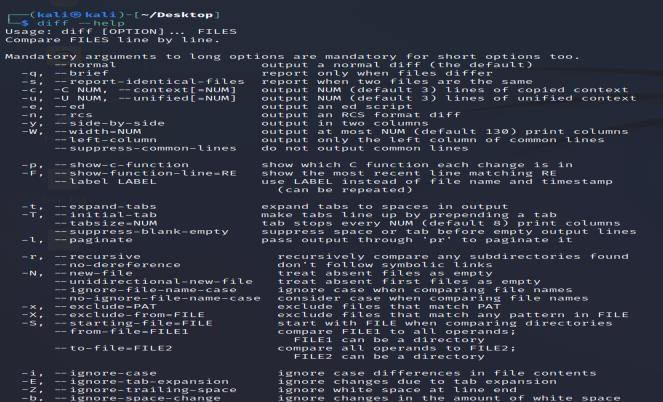 (kali㉿kali)-[~/Desktop]
$ diff --help
Usage: diff [OPTION]... FILES
Compare FILES line by line.
Mandatory arguments to long options are mandatory for short options too.
--normal output a normal diff (the default)
-q, --brief report only when files differ
-s, --report-identical-files report when two files are the same
-c, -C NUM, --context[=NUM] output NUM (default 3) lines of copied context
-u, -U NUM, --unified[=NUM] output NUM (default 3) lines of unified context
-e, --ed output an ed script
-n, --rcs output an RCS format diff
-y, --side-by-side output in two columns
-W, --width=NUM output at most NUM (default 130) print columns
--left-column output only the left column of common lines
--suppress-common-lines do not output common lines
-p, --show-c-function show which C function each change is in
-F, --show-function-line=RE show the most recent line matching RE
--label LABEL use LABEL instead of file name and timestamp
(can be repeated)
-t, --expand-tabs expand tabs to spaces in output
-T, --initial-tab make tabs line up by prepending a tab
--tabsize=NUM tab stops every NUM (default 8) print columns
--suppress-blank-empty suppress space or tab before empty output lines
-l, --paginate pass output through 'pr' to paginate it
-r, --recursive recursively compare any subdirectories found
--no-dereference don't follow symbolic links
-N, --new-file treat absent files as empty
--unidirectional-new-file treat absent first files as empty
--ignore-file-name-case ignore case when comparing file names
--no-ignore-file-name-case consider case when comparing file names
-x, --exclude=PAT exclude files that match PAT
-X, --exclude-from=FILE exclude files that match any pattern in FILE
-S, --starting-file=FILE start with FILE when comparing directories
--from-file=FILE1 compare FILE1 to all operands;
FILE1 can be a directory
--to-file=FILE2 compare all operands to FILE2;
FILE2 can be a directory
-i, --ignore-case ignore case differences in file contents
-E, --ignore-tab-expansion ignore changes due to tab expansion
-Z, --ignore-trailing-space ignore white space at line end
-b, --ignore-space-change ignore changes in the amount of white space